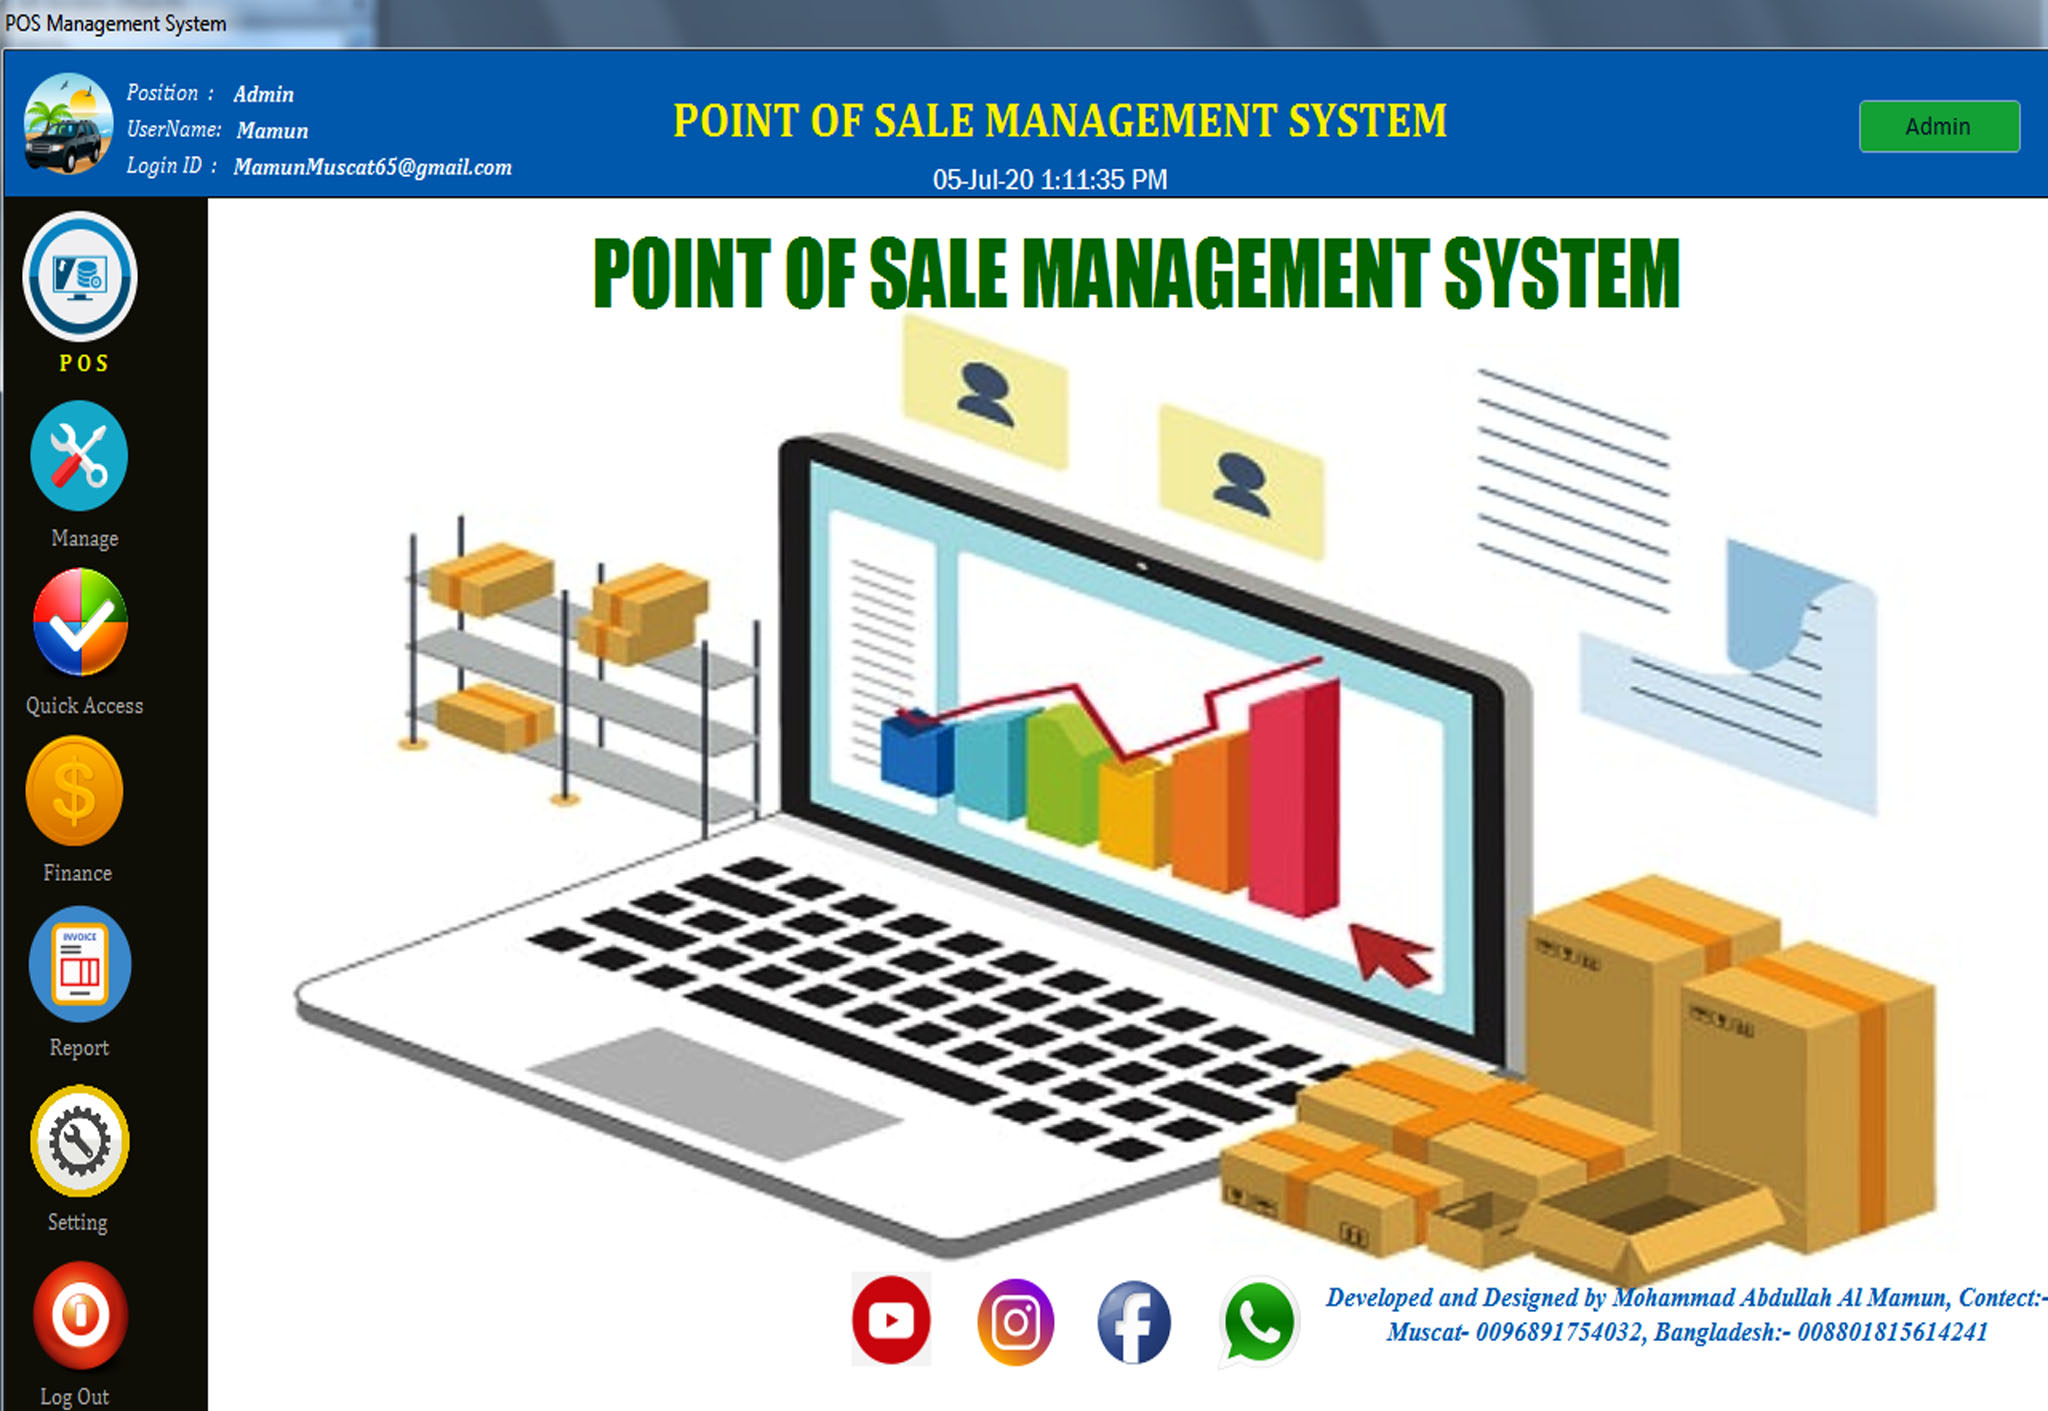 POS Management System
Position : Admin
UserName: Mamun
Login ID : MamunMuscat65@gmail.com
POINT OF SALE MANAGEMENT SYSTEM
05-Jul-20 1:11:35 PM
Admin
POS
Manage
Quick Access
Finance
INVOICE
Report
Setting
Log Out
POINT OF SALE MANAGEMENT SYSTEM
Developed and Designed by Mohammad Abdullah Al Mamun, Contect:-
Muscat- 0096891754032, Bangladesh:- 008801815614241